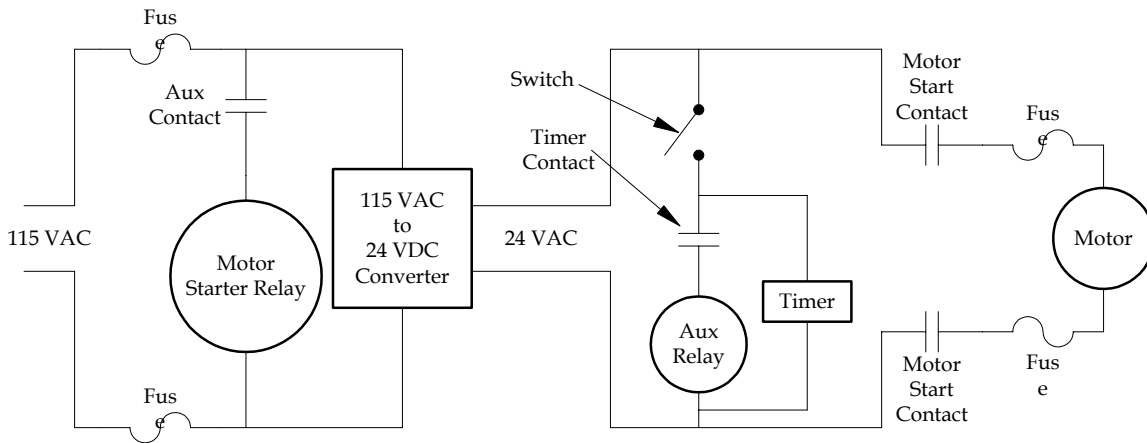 Fus
e
Aux
Contact
115 VAC
Motor
Starter Relay
Fus
e
115 VAC
to
24 VDC
Converter
24 VAC
Switch
Timer
Contact
Aux
Relay
Timer
Motor
Start
Contact
Fus
e
Motor
Motor
Start
Contact
Fus
e